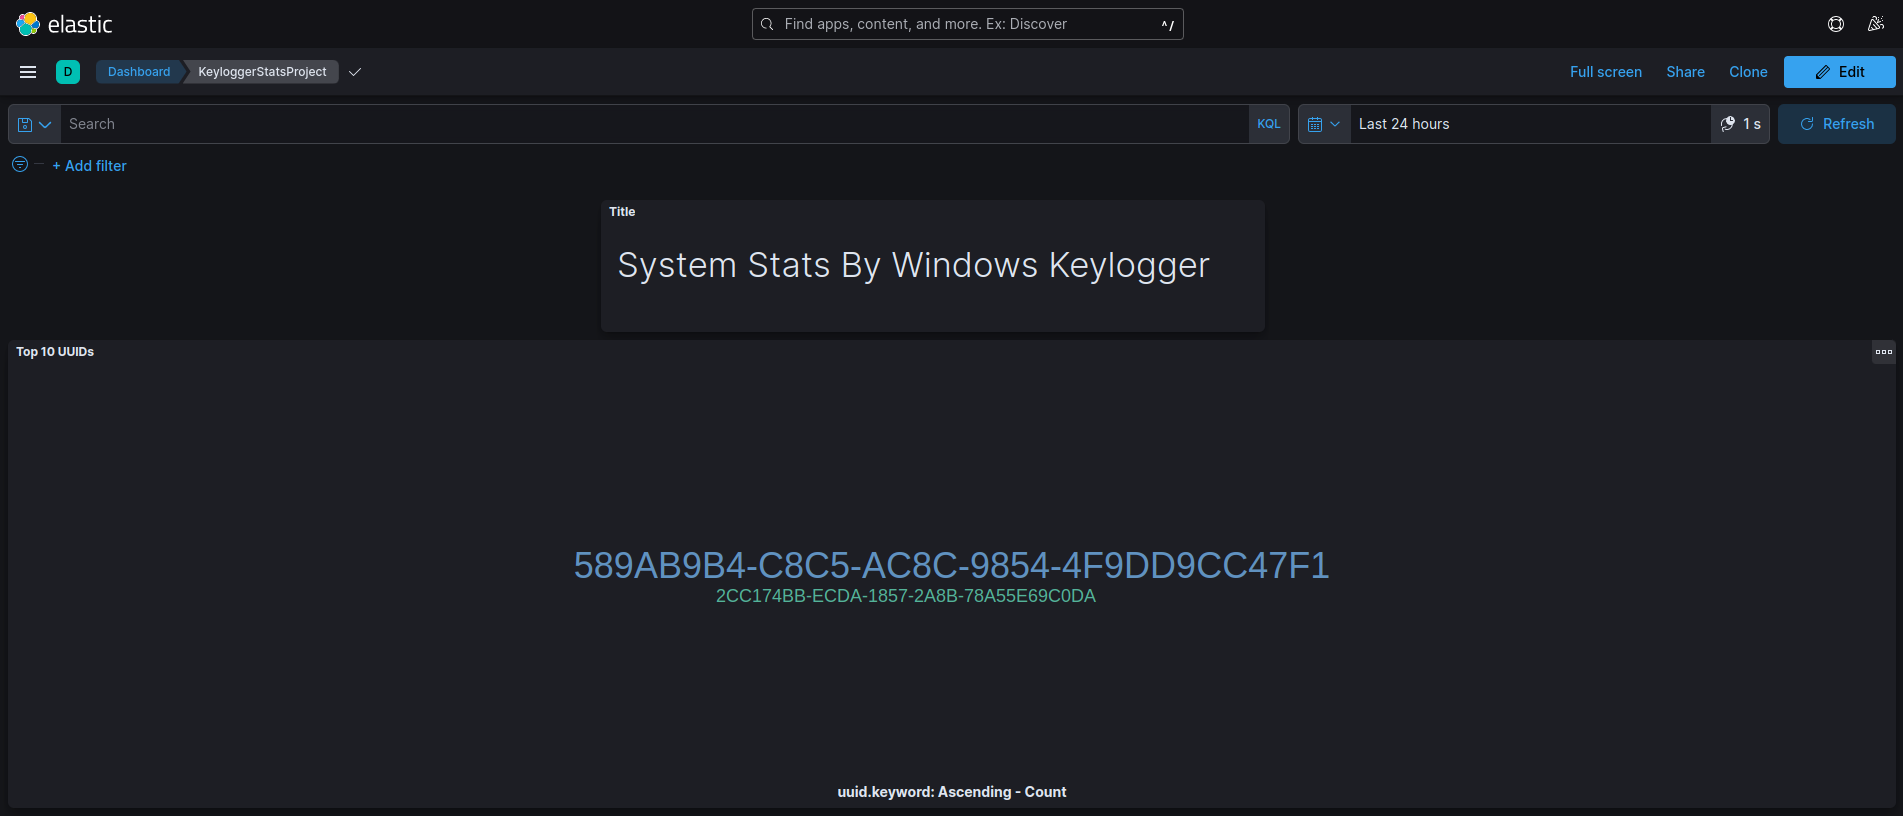 elastic
Find apps, content, and more. Ex: Discover ^/
D Dashboard KeyloggerStatsProject Full screen Share Clone Edit
Search KQL Last 24 hours 1 s Refresh
+ Add filter
Title
System Stats By Windows Keylogger
Top 10 UUIDs
589AB9B4-C8C5-AC8C-9854-4F9DD9CC47F1
2CC174BB-ECDA-1857-2A8B-78A55E69C0DA
uuid.keyword: Ascending - Count